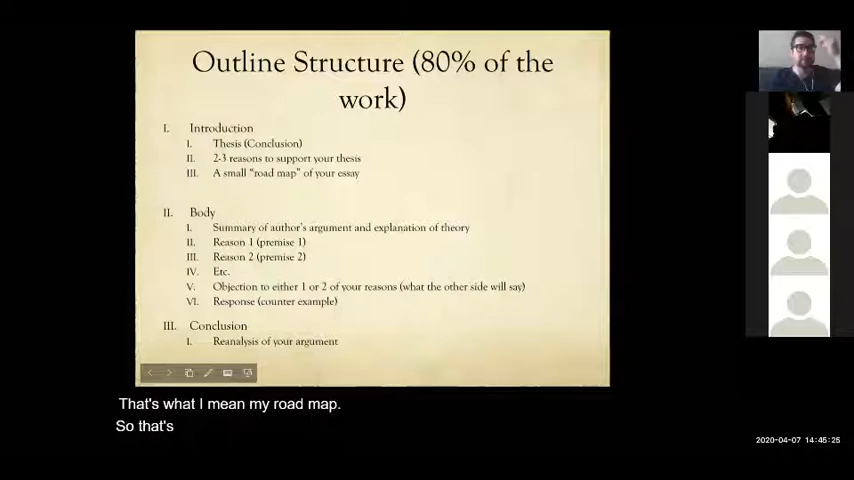 Outline Structure (80% of the
work)
I. Introduction
I. Thesis (Conclusion)
II. 2-3 reasons to support your thesis
III. A small “road map” of your essay
II. Body
I. Summary of author’s argument and explanation of theory
II. Reason 1 (premise 1)
III. Reason 2 (premise 2)
IV. Etc.
V. Objection to either 1 or 2 of your reasons (what the other side will say)
VI. Response (counter example)
III. Conclusion
I. Reanalysis of your argument
That's what I mean my road map.
So that's
2020-04-07 14:45:25